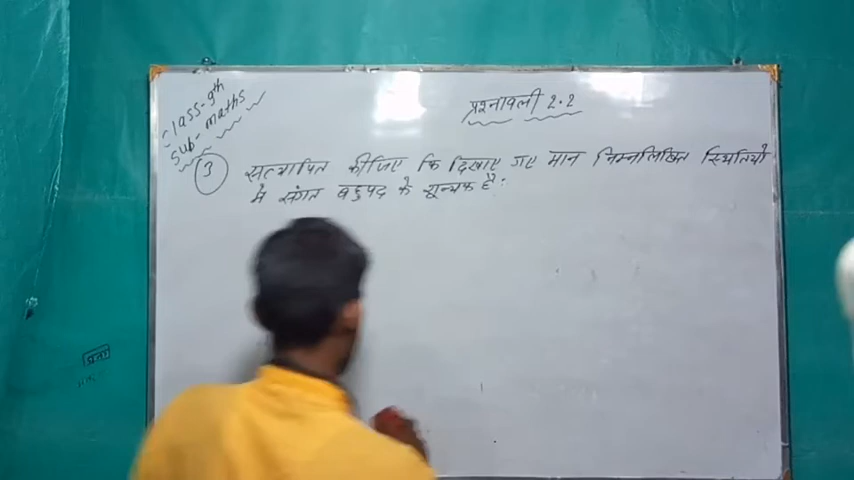 Class-9th
Sub-maths
प्रश्नावली 2.2
3 सत्यापित कीजिए कि दिखाए गए मान निम्नलिखित स्थितियो
मे संगत बहुपद के शून्यक है: